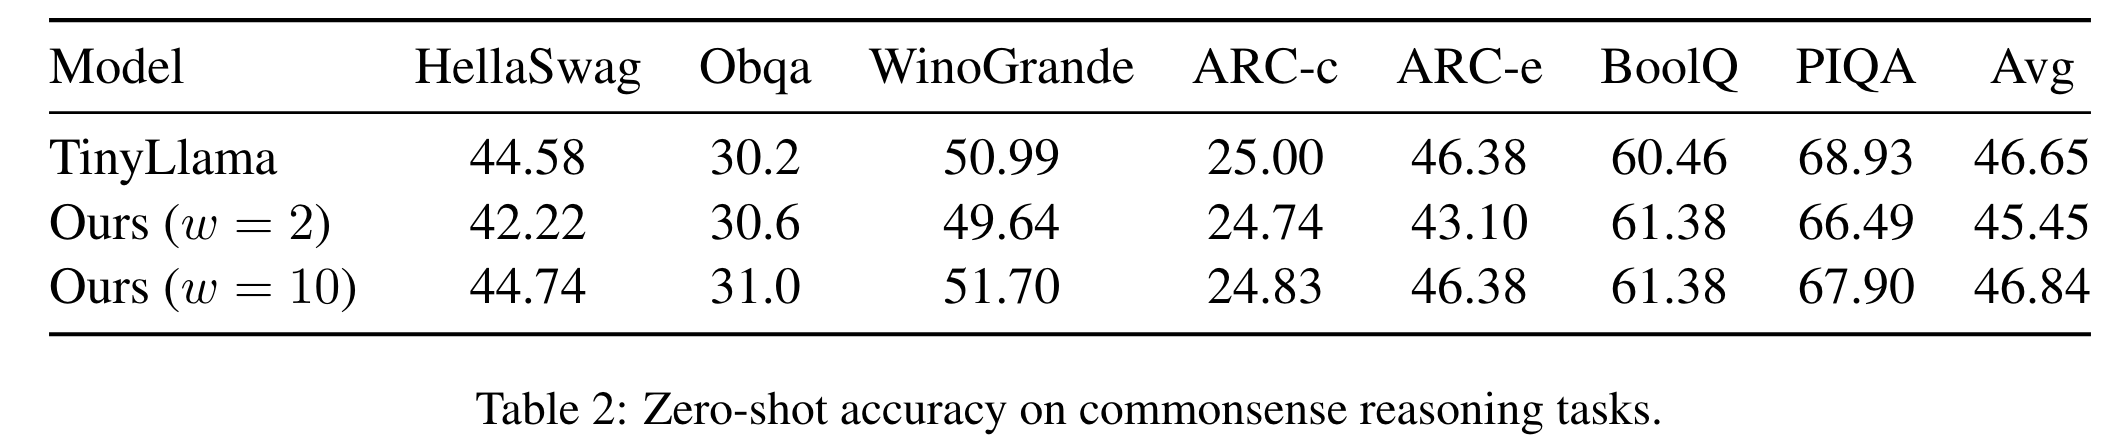 Model HellaSwag Obqa WinoGrande ARC-c ARC-e BoolQ PIQA Avg
TinyLlama 44.58 30.2 50.99 25.00 46.38 60.46 68.93 46.65
Ours (w = 2) 42.22 30.6 49.64 24.74 43.10 61.38 66.49 45.45
Ours (w = 10) 44.74 31.0 51.70 24.83 46.38 61.38 67.90 46.84
Table 2: Zero-shot accuracy on commonsense reasoning tasks.